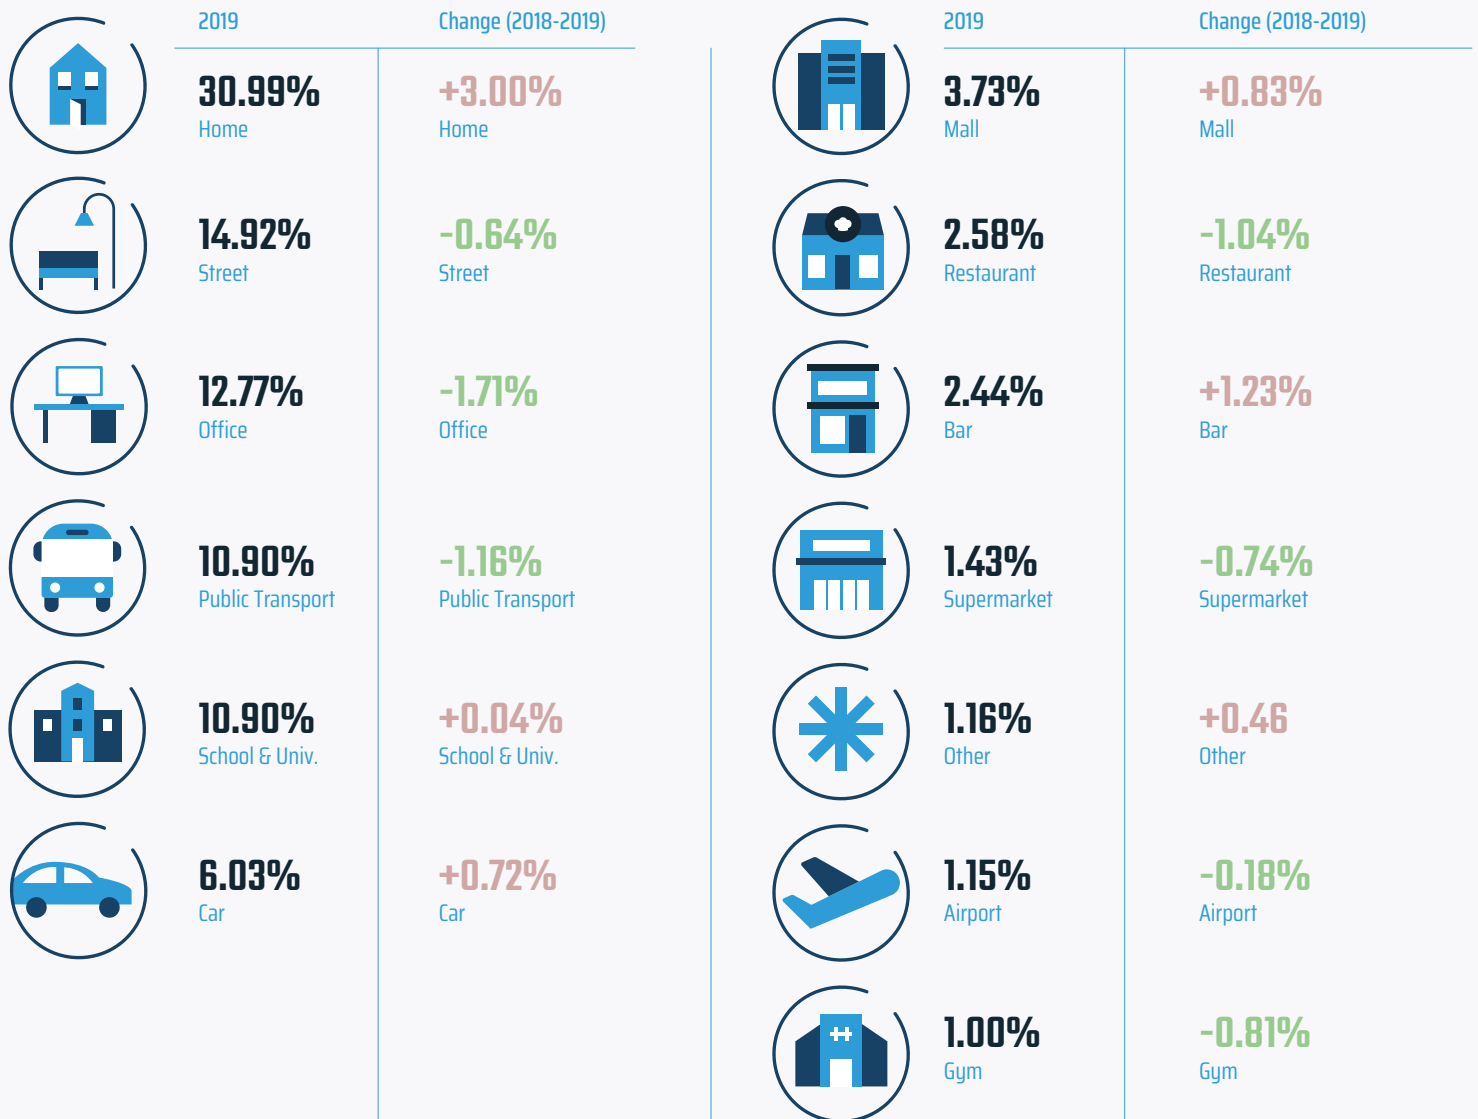 2019
Change (2018-2019)
30.99%
Home
+3.00%
Home
14.92%
Street
-0.64%
Street
12.77%
Office
-1.71%
Office
10.90%
Public Transport
-1.16%
Public Transport
10.90%
School & Univ.
+0.04%
School & Univ.
6.03%
Car
+0.72%
Car
2019
Change (2018-2019)
3.73%
Mall
+0.83%
Mall
2.58%
Restaurant
-1.04%
Restaurant
2.44%
Bar
+1.23%
Bar
1.43%
Supermarket
-0.74%
Supermarket
1.16%
Other
+0.46
Other
1.15%
Airport
-0.18%
Airport
1.00%
Gym
-0.81%
Gym